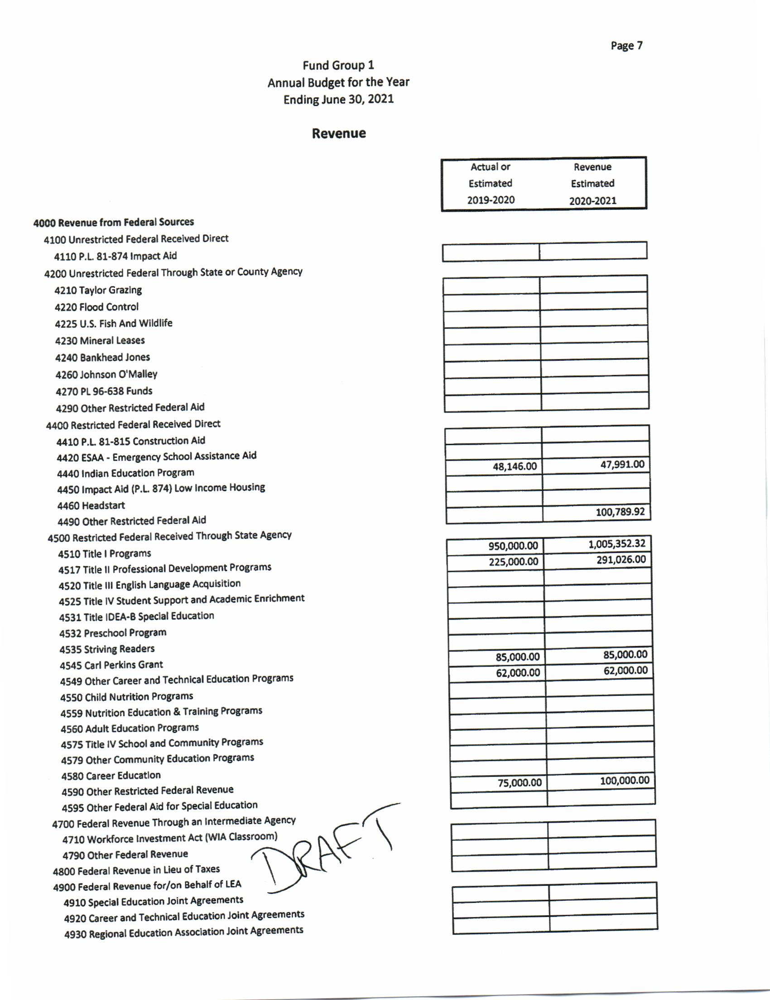 Page 7
Fund Group 1
Annual Budget for the Year
Ending June 30, 2021
Revenue
Actual or Revenue
Estimated Estimated
2019-2020 2020-2021
4000 Revenue from Federal Sources
4100 Unrestricted Federal Received Direct
4110 P.L. 81-874 Impact Aid
4200 Unrestricted Federal Through State or County Agency
4210 Taylor Grazing
4220 Flood Control
4225 U.S. Fish And Wildlife
4230 Mineral Leases
4240 Bankhead Jones
4260 Johnson O'Malley
4270 PL 96-638 Funds
4290 Other Restricted Federal Aid
4400 Restricted Federal Received Direct
4410 P.L. 81-815 Construction Aid
4420 ESAA - Emergency School Assistance Aid
4440 Indian Education Program 48,146.00 47,991.00
4450 Impact Aid (P.L. 874) Low Income Housing
4460 Headstart
4490 Other Restricted Federal Aid 100,789.92
4500 Restricted Federal Received Through State Agency
4510 Title I Programs 950,000.00 1,005,352.32
4517 Title II Professional Development Programs 225,000.00 291,026.00
4520 Title III English Language Acquisition
4525 Title IV Student Support and Academic Enrichment
4531 Title IDEA-B Special Education
4532 Preschool Program
4535 Striving Readers
4545 Carl Perkins Grant 85,000.00 85,000.00
4549 Other Career and Technical Education Programs 62,000.00 62,000.00
4550 Child Nutrition Programs
4559 Nutrition Education & Training Programs
4560 Adult Education Programs
4575 Title IV School and Community Programs
4579 Other Community Education Programs
4580 Career Education
4590 Other Restricted Federal Revenue 75,000.00 100,000.00
4595 Other Federal Aid for Special Education
4700 Federal Revenue Through an Intermediate Agency
4710 Workforce Investment Act (WIA Classroom)
4790 Other Federal Revenue
4800 Federal Revenue in Lieu of Taxes
DRAFT
4900 Federal Revenue for/on Behalf of LEA
4910 Special Education Joint Agreements
4920 Career and Technical Education Joint Agreements
4930 Regional Education Association Joint Agreements